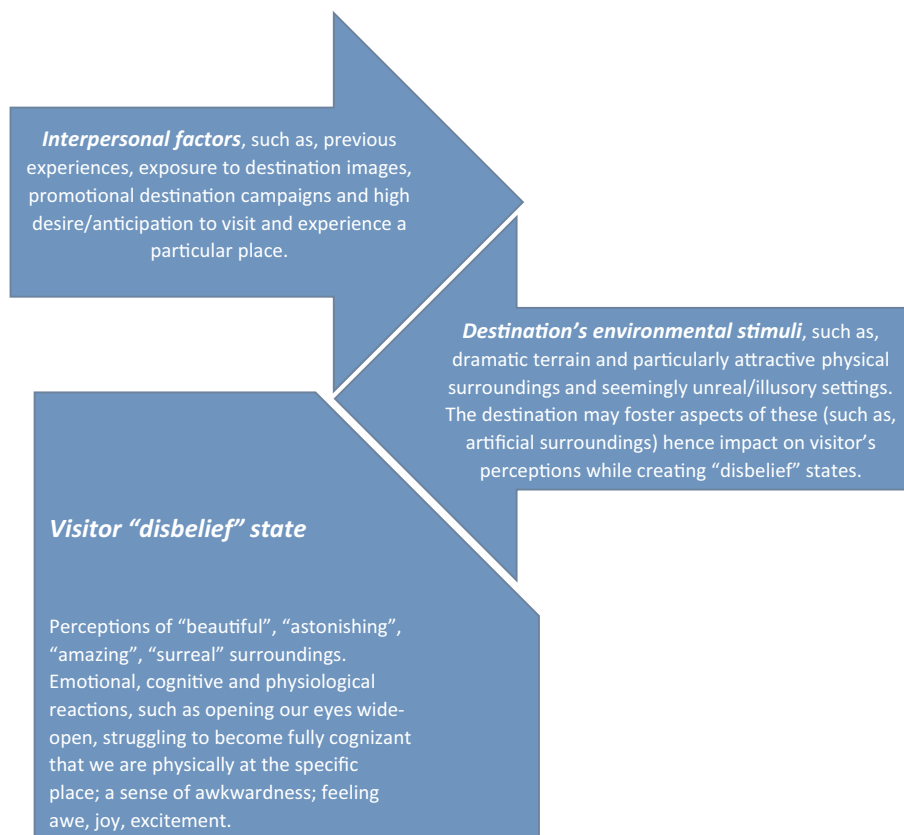 Interpersonal factors, such as, previous
experiences, exposure to destination images,
promotional destination campaigns and high
desire/anticipation to visit and experience a
particular place.
Destination’s environmental stimuli, such as,
dramatic terrain and particularly attractive physical
surroundings and seemingly unreal/illusory settings.
The destination may foster aspects of these (such as,
artificial surroundings) hence impact on visitor’s
perceptions while creating “disbelief” states.
Visitor “disbelief” state
Perceptions of “beautiful”, “astonishing”,
“amazing”, “surreal” surroundings.
Emotional, cognitive and physiological
reactions, such as opening our eyes wide-
open, struggling to become fully cognizant
that we are physically at the specific
place; a sense of awkwardness; feeling
awe, joy, excitement.